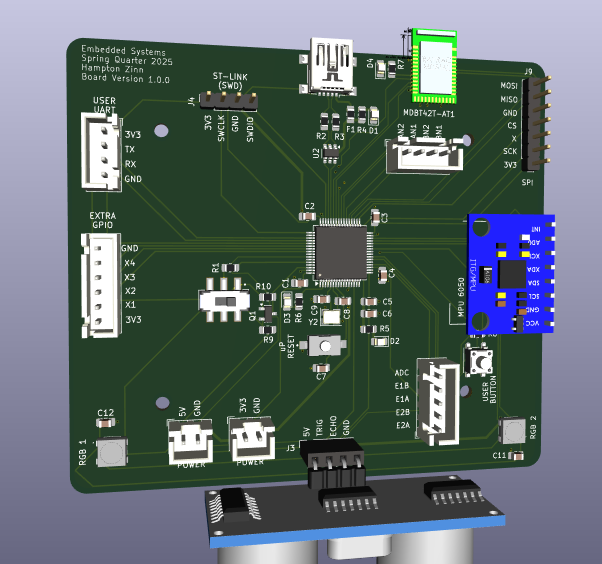 Embedded Systems
Spring Quarter 2025
Hampton Zinn
Board Version 1.0.0
ST-LINK
(SWD)
J4
3V3
SWCLK
GND
SWDIO
D4
R7
MDBT42T-AT1
J9
MOSI
MISO
GND
CS
X
SCK
3V3
SPI
USER
UART
3V3
TX
RX
GND
R2
R3
F1
R4
D1
U2
AN2
AN1
BN2
BN1
EXTRA
GPIO
GND
X4
X3
X2
X1
3V3
C2
C3
R1
C1
C4
R10
Q1
R9
D3
R6
C9
Y2
C8
C5
C6
R5
D2
uP
RESET
C7
MPU 6050
ITG/MPU
INT
ADO
XCL
XDA
SDA
SCL
GND
VCC
USER
BUTTON
ADC
E1B
E1A
E2B
E2A
C12
RGB 1
5V
GND
POWER
3V3
GND
POWER
J3
5V
TRIG
ECHO
GND
RGB 2
C11